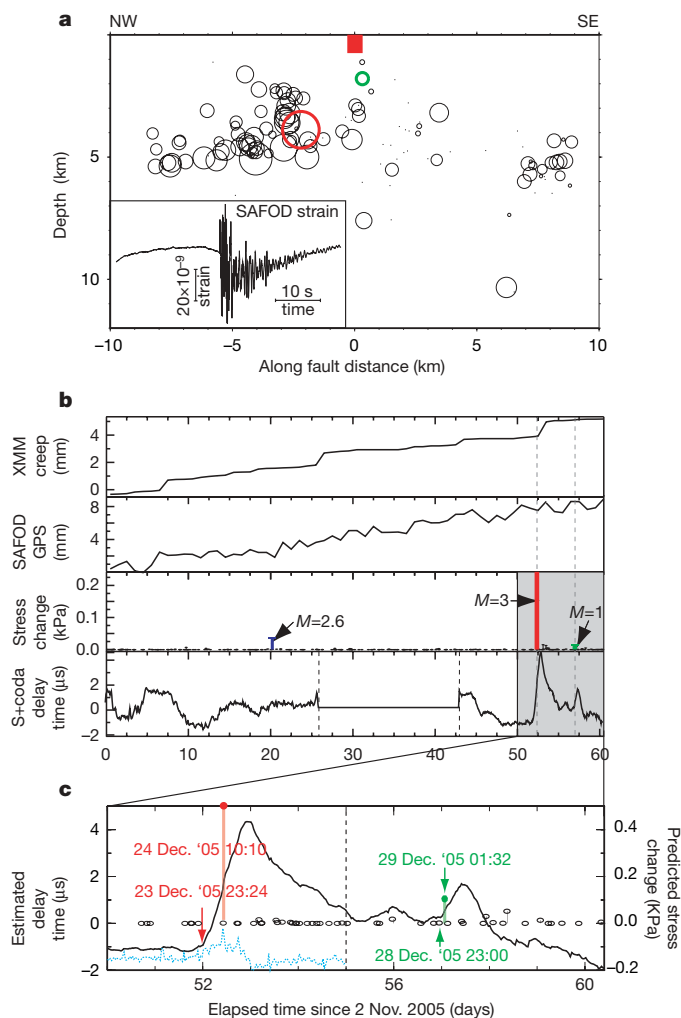 a
NW
SE
Depth (km)
5
10
SAFOD strain
20×10⁻⁹
strain
10 s
time
–10
–5
0
5
10
Along fault distance (km)
b
XMM
creep
(mm)
4
2
0
SAFOD
GPS
(mm)
8
4
0
Stress
change
(kPa)
0.2
0.1
0.0
M=2.6
M=3
M=1
S+coda
delay
time (μs)
2
0
–2
0
10
20
30
40
50
60
c
Estimated
delay
time (μs)
4
2
0
–2
24 Dec. ‘05 10:10
23 Dec. ‘05 23:24
29 Dec. ‘05 01:32
28 Dec. ‘05 23:00
0.4
0.2
0.0
–0.2
Predicted stress
change (KPa)
52
54
56
58
60
Elapsed time since 2 Nov. 2005 (days)